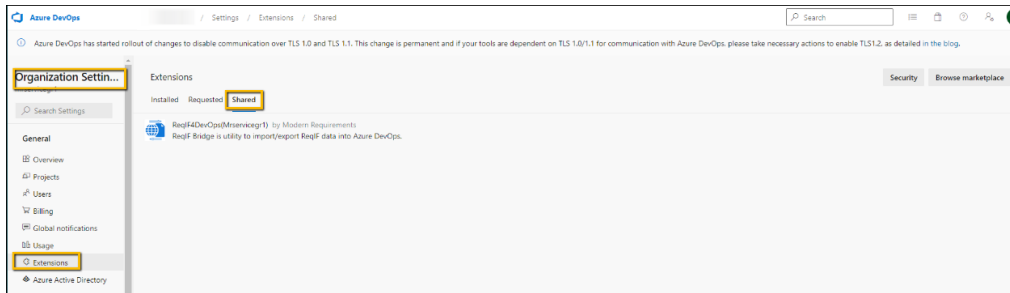 Azure DevOps / Settings / Extensions / Shared Search
Azure DevOps has started rollout of changes to disable communication over TLS 1.0 and TLS 1.1. This change is permanent and if your tools are dependent on TLS 1.0/1.1 for communication with Azure DevOps. please take necessary actions to enable TLS1.2, as detailed in the blog.
Organization Settin...
Search Settings
General
Overview
Projects
Users
Billing
Global notifications
Usage
Extensions
Azure Active Directory
Extensions Security Browse marketplace
Installed Requested Shared
ReqIF4DevOps(Mrservicegr1) by Modern Requirements
ReqIF Bridge is utility to import/export ReqIF data into Azure DevOps.